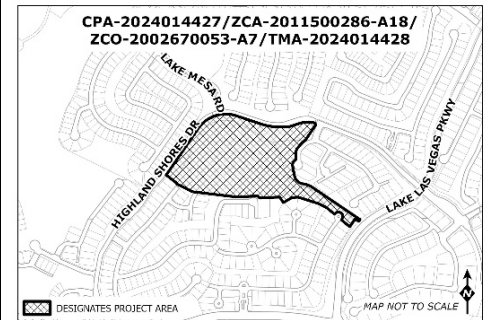 CPA-2024014427/ZCA-2011500286-A18/
ZCO-2002670053-A7/TMA-2024014428
LAKE MESA RD
HIGHLAND SHORES DR
LAKE LAS VEGAS PKWY
DESIGNATES PROJECT AREA
MAP NOT TO SCALE
N